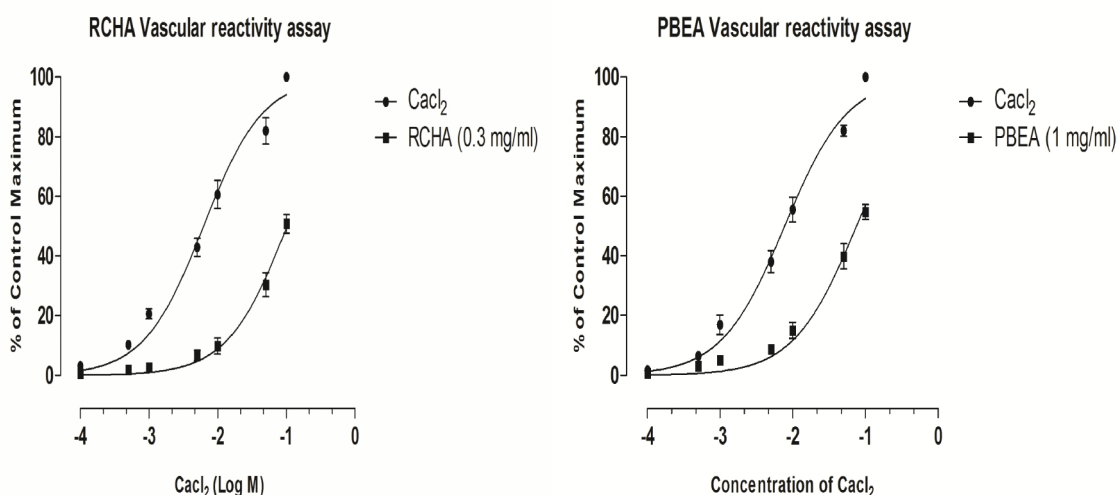 RCHA Vascular reactivity assay
% of Control Maximum
100
80
60
40
20
0
-4 -3 -2 -1 0
Cacl₂ (Log M)
Cacl₂
RCHA (0.3 mg/ml)
PBEA Vascular reactivity assay
% of Control Maximum
100
80
60
40
20
0
-4 -3 -2 -1 0
Concentration of Cacl₂
Cacl₂
PBEA (1 mg/ml)